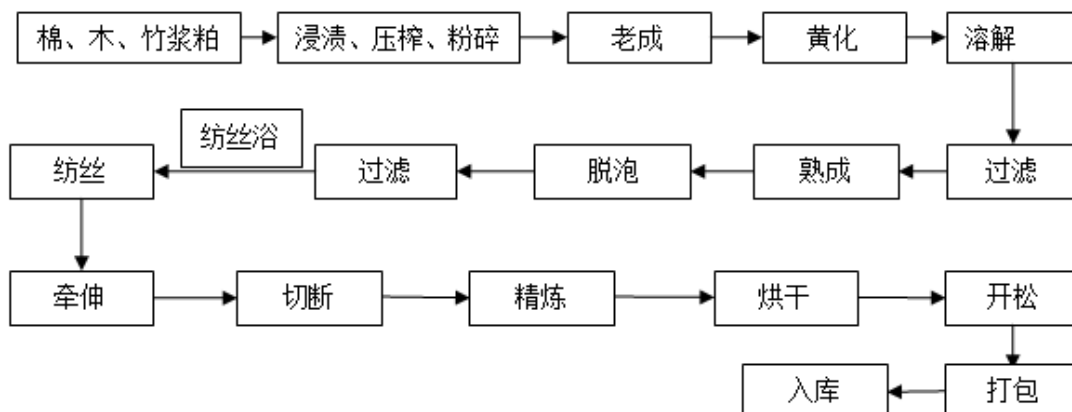 棉、木、竹浆粕
浸渍、压榨、粉碎
老成
黄化
溶解
过滤
熟成
脱泡
过滤
纺丝浴
纺丝
牵伸
切断
精炼
烘干
开松
打包
入库